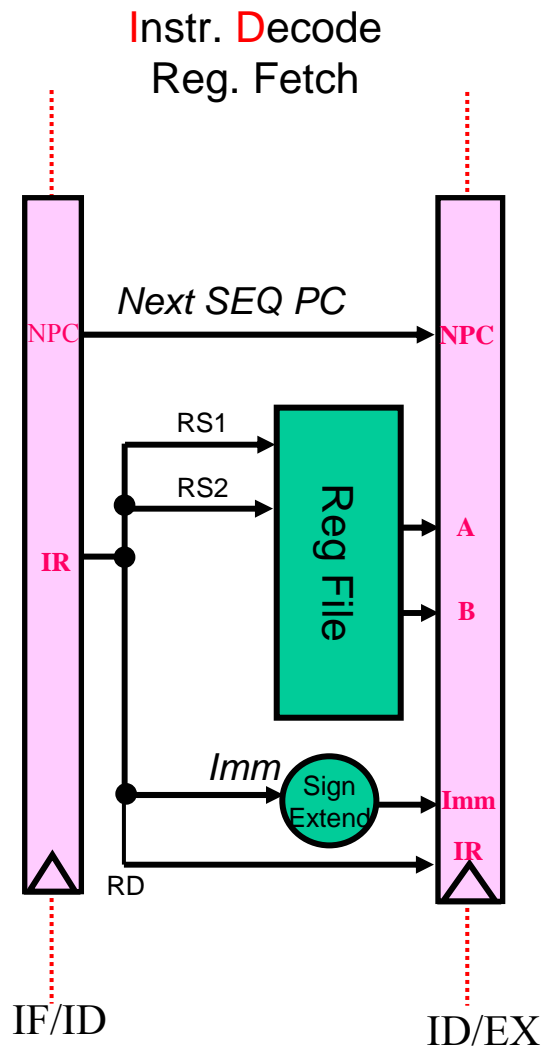 Instr. Decode
Reg. Fetch
Next SEQ PC
NPC
NPC
RS1
RS2
Reg File
A
IR
B
Imm
Sign
Extend
Imm
IR
RD
IF/ID
ID/EX